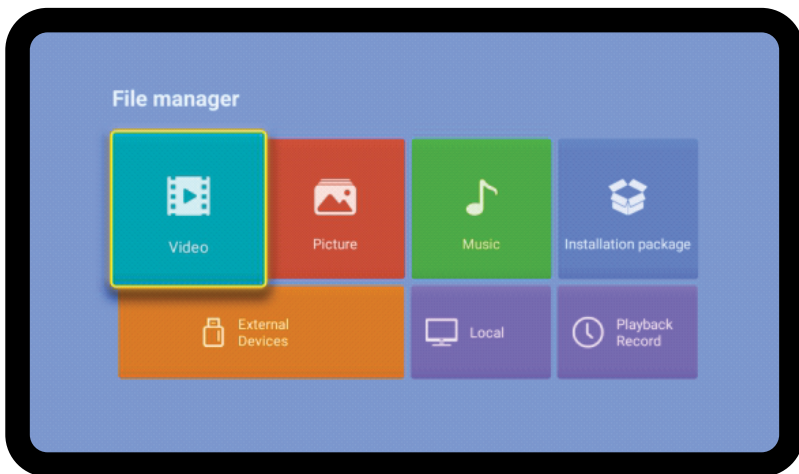 File manager
Video
Picture
Music
Installation package
External
Devices
Local
Playback
Record